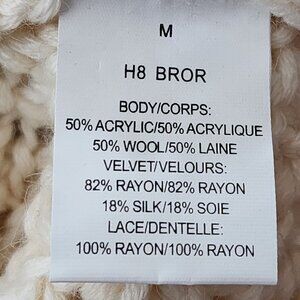 M
H8 BROR
BODY/CORPS:
50% ACRYLIC/50% ACRYLIQUE
50% WOOL/50% LAINE
VELVET/VELOURS:
82% RAYON/82% RAYON
18% SILK/18% SOIE
LACE/DENTELLE:
100% RAYON/100% RAYON